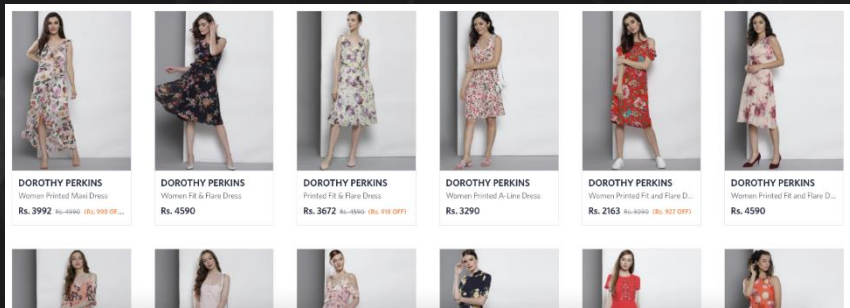 DOROTHY PERKINS
Women Printed Maxi Dress
Rs. 3992 Rs. 4990 (Rs. 998 OF...
DOROTHY PERKINS
Women Fit & Flare Dress
Rs. 4590
DOROTHY PERKINS
Printed Fit & Flare Dress
Rs. 3672 Rs. 4590 (Rs. 918 OFF)
DOROTHY PERKINS
Women Printed A-Line Dress
Rs. 3290
DOROTHY PERKINS
Women Printed Fit and Flare D...
Rs. 2163 Rs. 3090 (Rs. 927 OFF)
DOROTHY PERKINS
Women Printed Fit and Flare D...
Rs. 4590